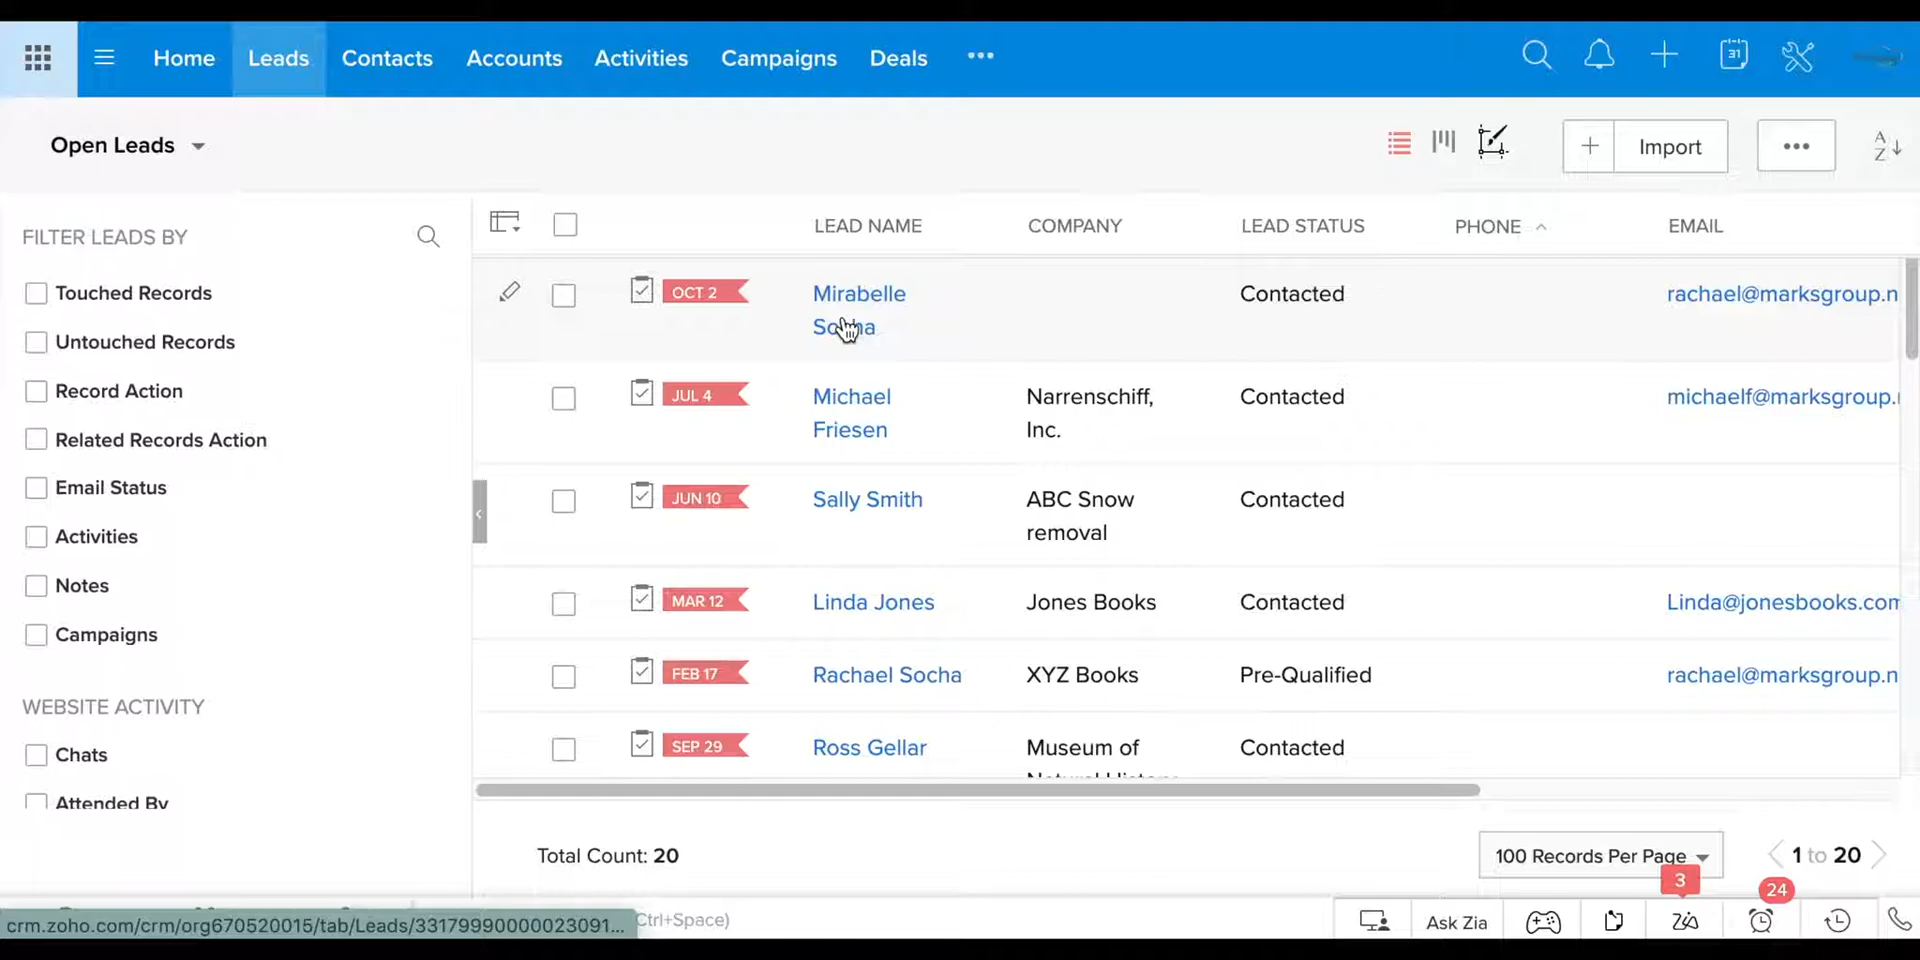 Home Leads Contacts Accounts Activities Campaigns Deals •••
31
Open Leads
+ Import ••• A Z
FILTER LEADS BY
Touched Records
Untouched Records
Record Action
Related Records Action
Email Status
Activities
Notes
Campaigns
WEBSITE ACTIVITY
Chats
Attended By
LEAD NAME COMPANY LEAD STATUS PHONE EMAIL
OCT 2 Mirabelle Contacted rachael@marksgroup.n
JUL 4 Michael Narrenschiff, Contacted michaelf@marksgroup.
Friesen Inc.
JUN 10 Sally Smith ABC Snow Contacted
removal
MAR 12 Linda Jones Jones Books Contacted Linda@jonesbooks.com
FEB 17 Rachael Socha XYZ Books Pre-Qualified rachael@marksgroup.n
SEP 29 Ross Gellar Museum of Contacted
Total Count: 20
100 Records Per Page
1 to 20
3
24
Ctrl+Space)
Ask Zia
crm.zoho.com/crm/org670520015/tab/Leads/33179990000023091...